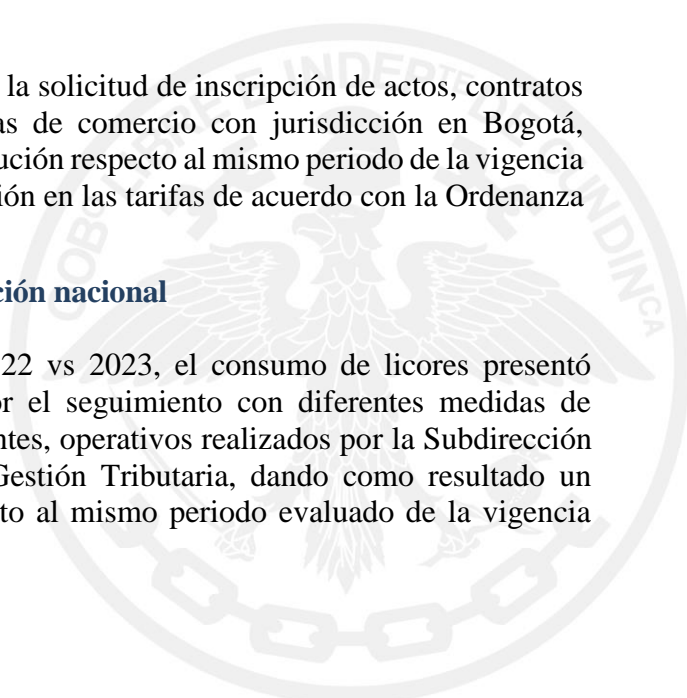 la solicitud de inscripción de actos, contratos
as de comercio con jurisdicción en Bogotá,
ución respecto al mismo periodo de la vigencia
ión en las tarifas de acuerdo con la Ordenanza
ción nacional
22 vs 2023, el consumo de licores presentó
or el seguimiento con diferentes medidas de
ntes, operativos realizados por la Subdirección
Gestión Tributaria, dando como resultado un
to al mismo periodo evaluado de la vigencia